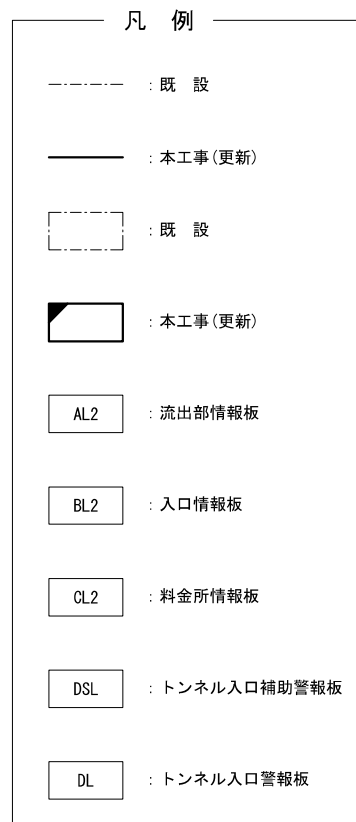 凡　例
: 既　設
: 本工事(更新)
: 既　設
: 本工事(更新)
AL2 : 流出部情報板
BL2 : 入口情報板
CL2 : 料金所情報板
DSL : トンネル入口補助警報板
DL : トンネル入口警報板